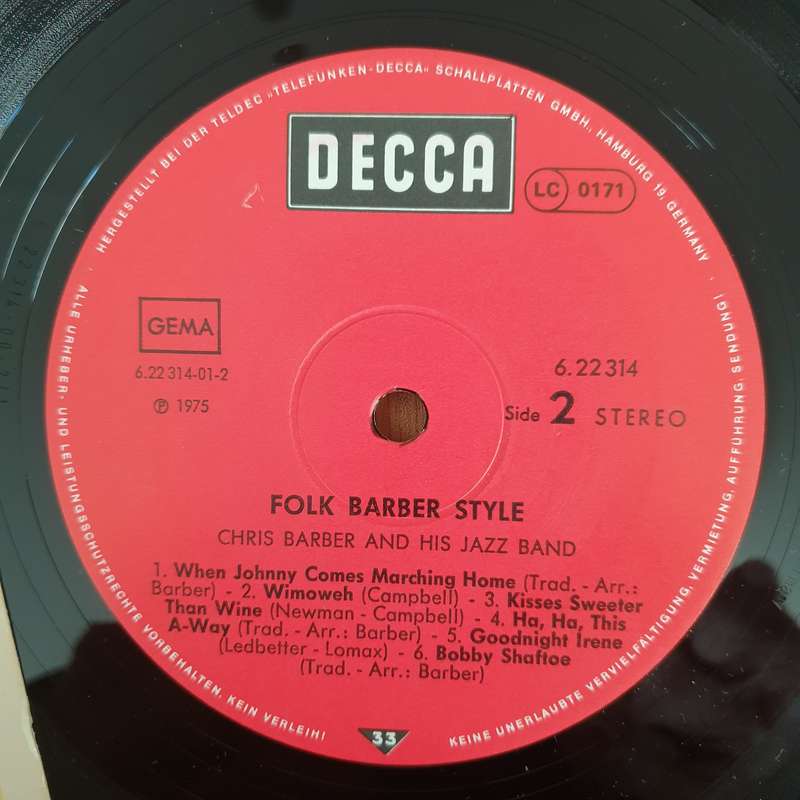 HERGESTELLT BEI DER TELDEC »TELEFUNKEN-DECCA« SCHALLPLATTEN GMBH, HAMBURG 19, GERMANY
DECCA
LC 0171
GEMA
6.22 314-01-2
Ⓟ 1975
6.22314
Side 2 STEREO
FOLK BARBER STYLE
CHRIS BARBER AND HIS JAZZ BAND
1. When Johnny Comes Marching Home (Trad. - Arr.:
Barber) - 2. Wimoweh (Campbell) - 3. Kisses Sweeter
Than Wine (Newman - Campbell) - 4. Ha, Ha, This
A-Way (Trad. - Arr.: Barber) - 5. Goodnight Irene
(Ledbetter - Lomax) - 6. Bobby Shaftoe
(Trad. - Arr.: Barber)
33
ALLE URHEBER- UND LEISTUNGSSCHUTZRECHTE VORBEHALTEN. KEIN VERLEIH!
KEINE UNERLAUBTE VERVIELFÄLTIGUNG, VERMIETUNG, AUFFÜHRUNG, SENDUNG!